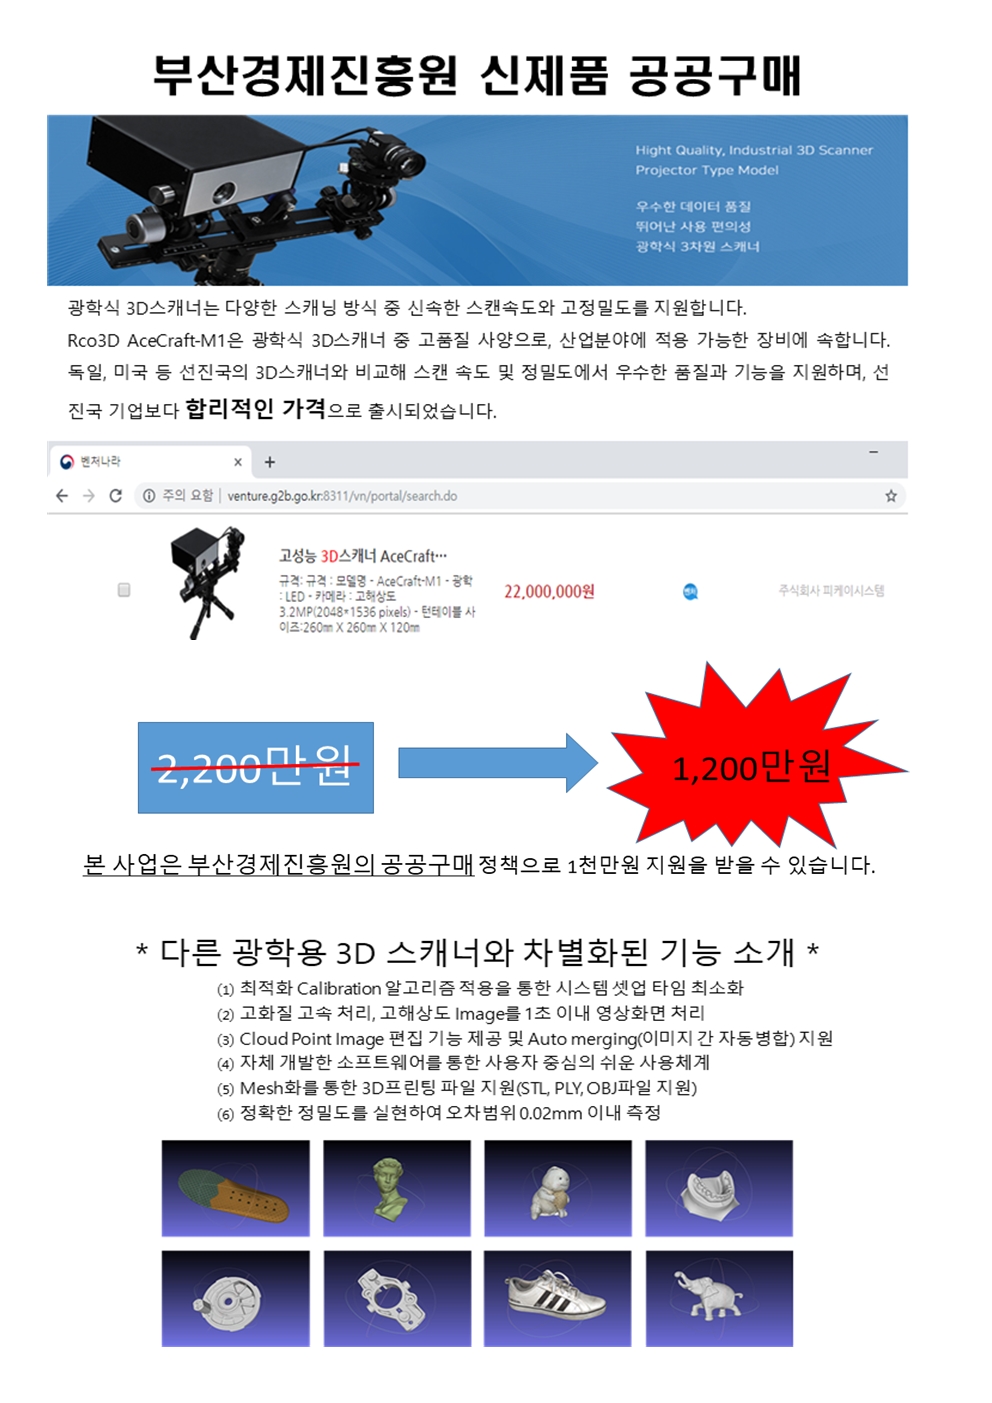 부산경제진흥원 신제품 공공구매
Hight Quality, Industrial 3D Scanner
Projector Type Model
우수한 데이터 품질
뛰어난 사용 편의성
광학식 3차원 스캐너
광학식 3D스캐너는 다양한 스캐닝 방식 중 신속한 스캔속도와 고정밀도를 지원합니다.
Rco3D AceCraft-M1은 광학식 3D스캐너 중 고품질 사양으로, 산업분야에 적용 가능한 장비에 속합니다.
독일, 미국 등 선진국의 3D스캐너와 비교해 스캔 속도 및 정밀도에서 우수한 품질과 기능을 지원하며, 선
진국 기업보다 합리적인 가격으로 출시되었습니다.
벤처나라
주의 요함 | venture.g2b.go.kr:8311/vn/portal/search.do
고성능 3D스캐너 AceCraft…
규격: 규격 : 모델명 - AceCraft-M1 - 광학
: LED - 카메라 : 고해상도
3.2MP(2048*1536 pixels) - 턴테이블 사
이즈:260㎜ X 260㎜ X 120㎜
22,000,000원
벤처
주식회사 피케이시스템
2,200만원
1,200만원
본 사업은 부산경제진흥원의 공공구매 정책으로 1천만원 지원을 받을 수 있습니다.
* 다른 광학용 3D 스캐너와 차별화된 기능 소개 *
(1) 최적화 Calibration 알고리즘 적용을 통한 시스템 셋업 타임 최소화
(2) 고화질 고속 처리, 고해상도 Image를 1초 이내 영상화면 처리
(3) Cloud Point Image 편집 기능 제공 및 Auto merging(이미지 간 자동병합) 지원
(4) 자체 개발한 소프트웨어를 통한 사용자 중심의 쉬운 사용체계
(5) Mesh화를 통한 3D프린팅 파일 지원(STL, PLY, OBJ파일 지원)
(6) 정확한 정밀도를 실현하여 오차범위 0.02mm 이내 측정